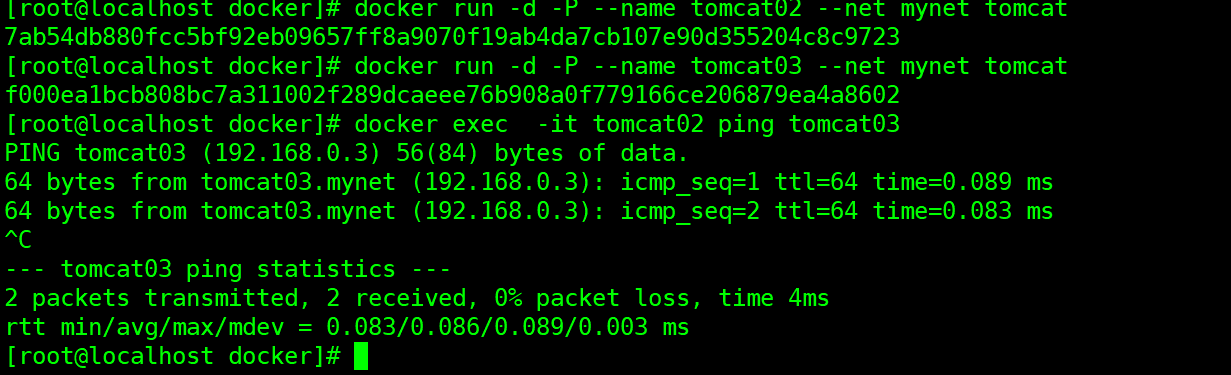 [root@localhost docker]# docker run -d -P --name tomcat02 --net mynet tomcat
7ab54db880fcc5bf92eb09657ff8a9070f19ab4da7cb107e90d355204c8c9723
[root@localhost docker]# docker run -d -P --name tomcat03 --net mynet tomcat
f000ea1bcb808bc7a311002f289dcaeee76b908a0f779166ce206879ea4a8602
[root@localhost docker]# docker exec  -it tomcat02 ping tomcat03
PING tomcat03 (192.168.0.3) 56(84) bytes of data.
64 bytes from tomcat03.mynet (192.168.0.3): icmp_seq=1 ttl=64 time=0.089 ms
64 bytes from tomcat03.mynet (192.168.0.3): icmp_seq=2 ttl=64 time=0.083 ms
^C
--- tomcat03 ping statistics ---
2 packets transmitted, 2 received, 0% packet loss, time 4ms
rtt min/avg/max/mdev = 0.083/0.086/0.089/0.003 ms
[root@localhost docker]#